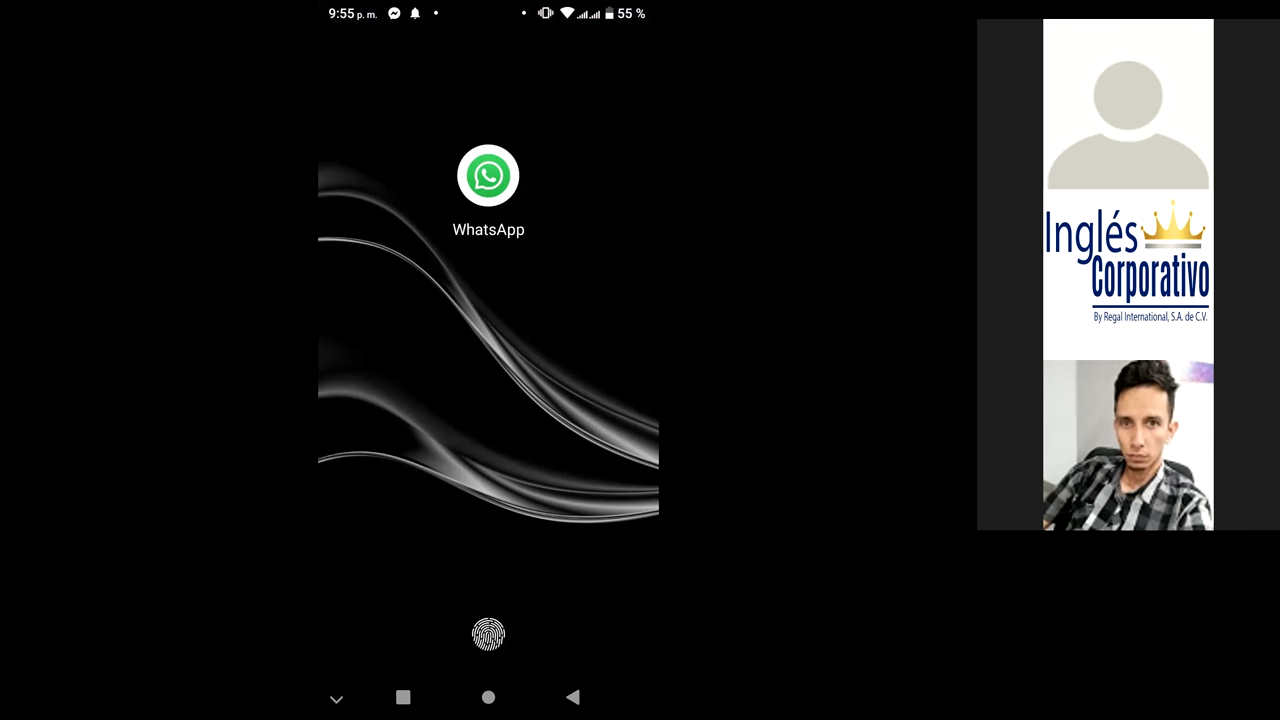 9:55 p. m.
55 %
WhatsApp
Inglés
Corporativo
By Regal International, S.A. de C.V.